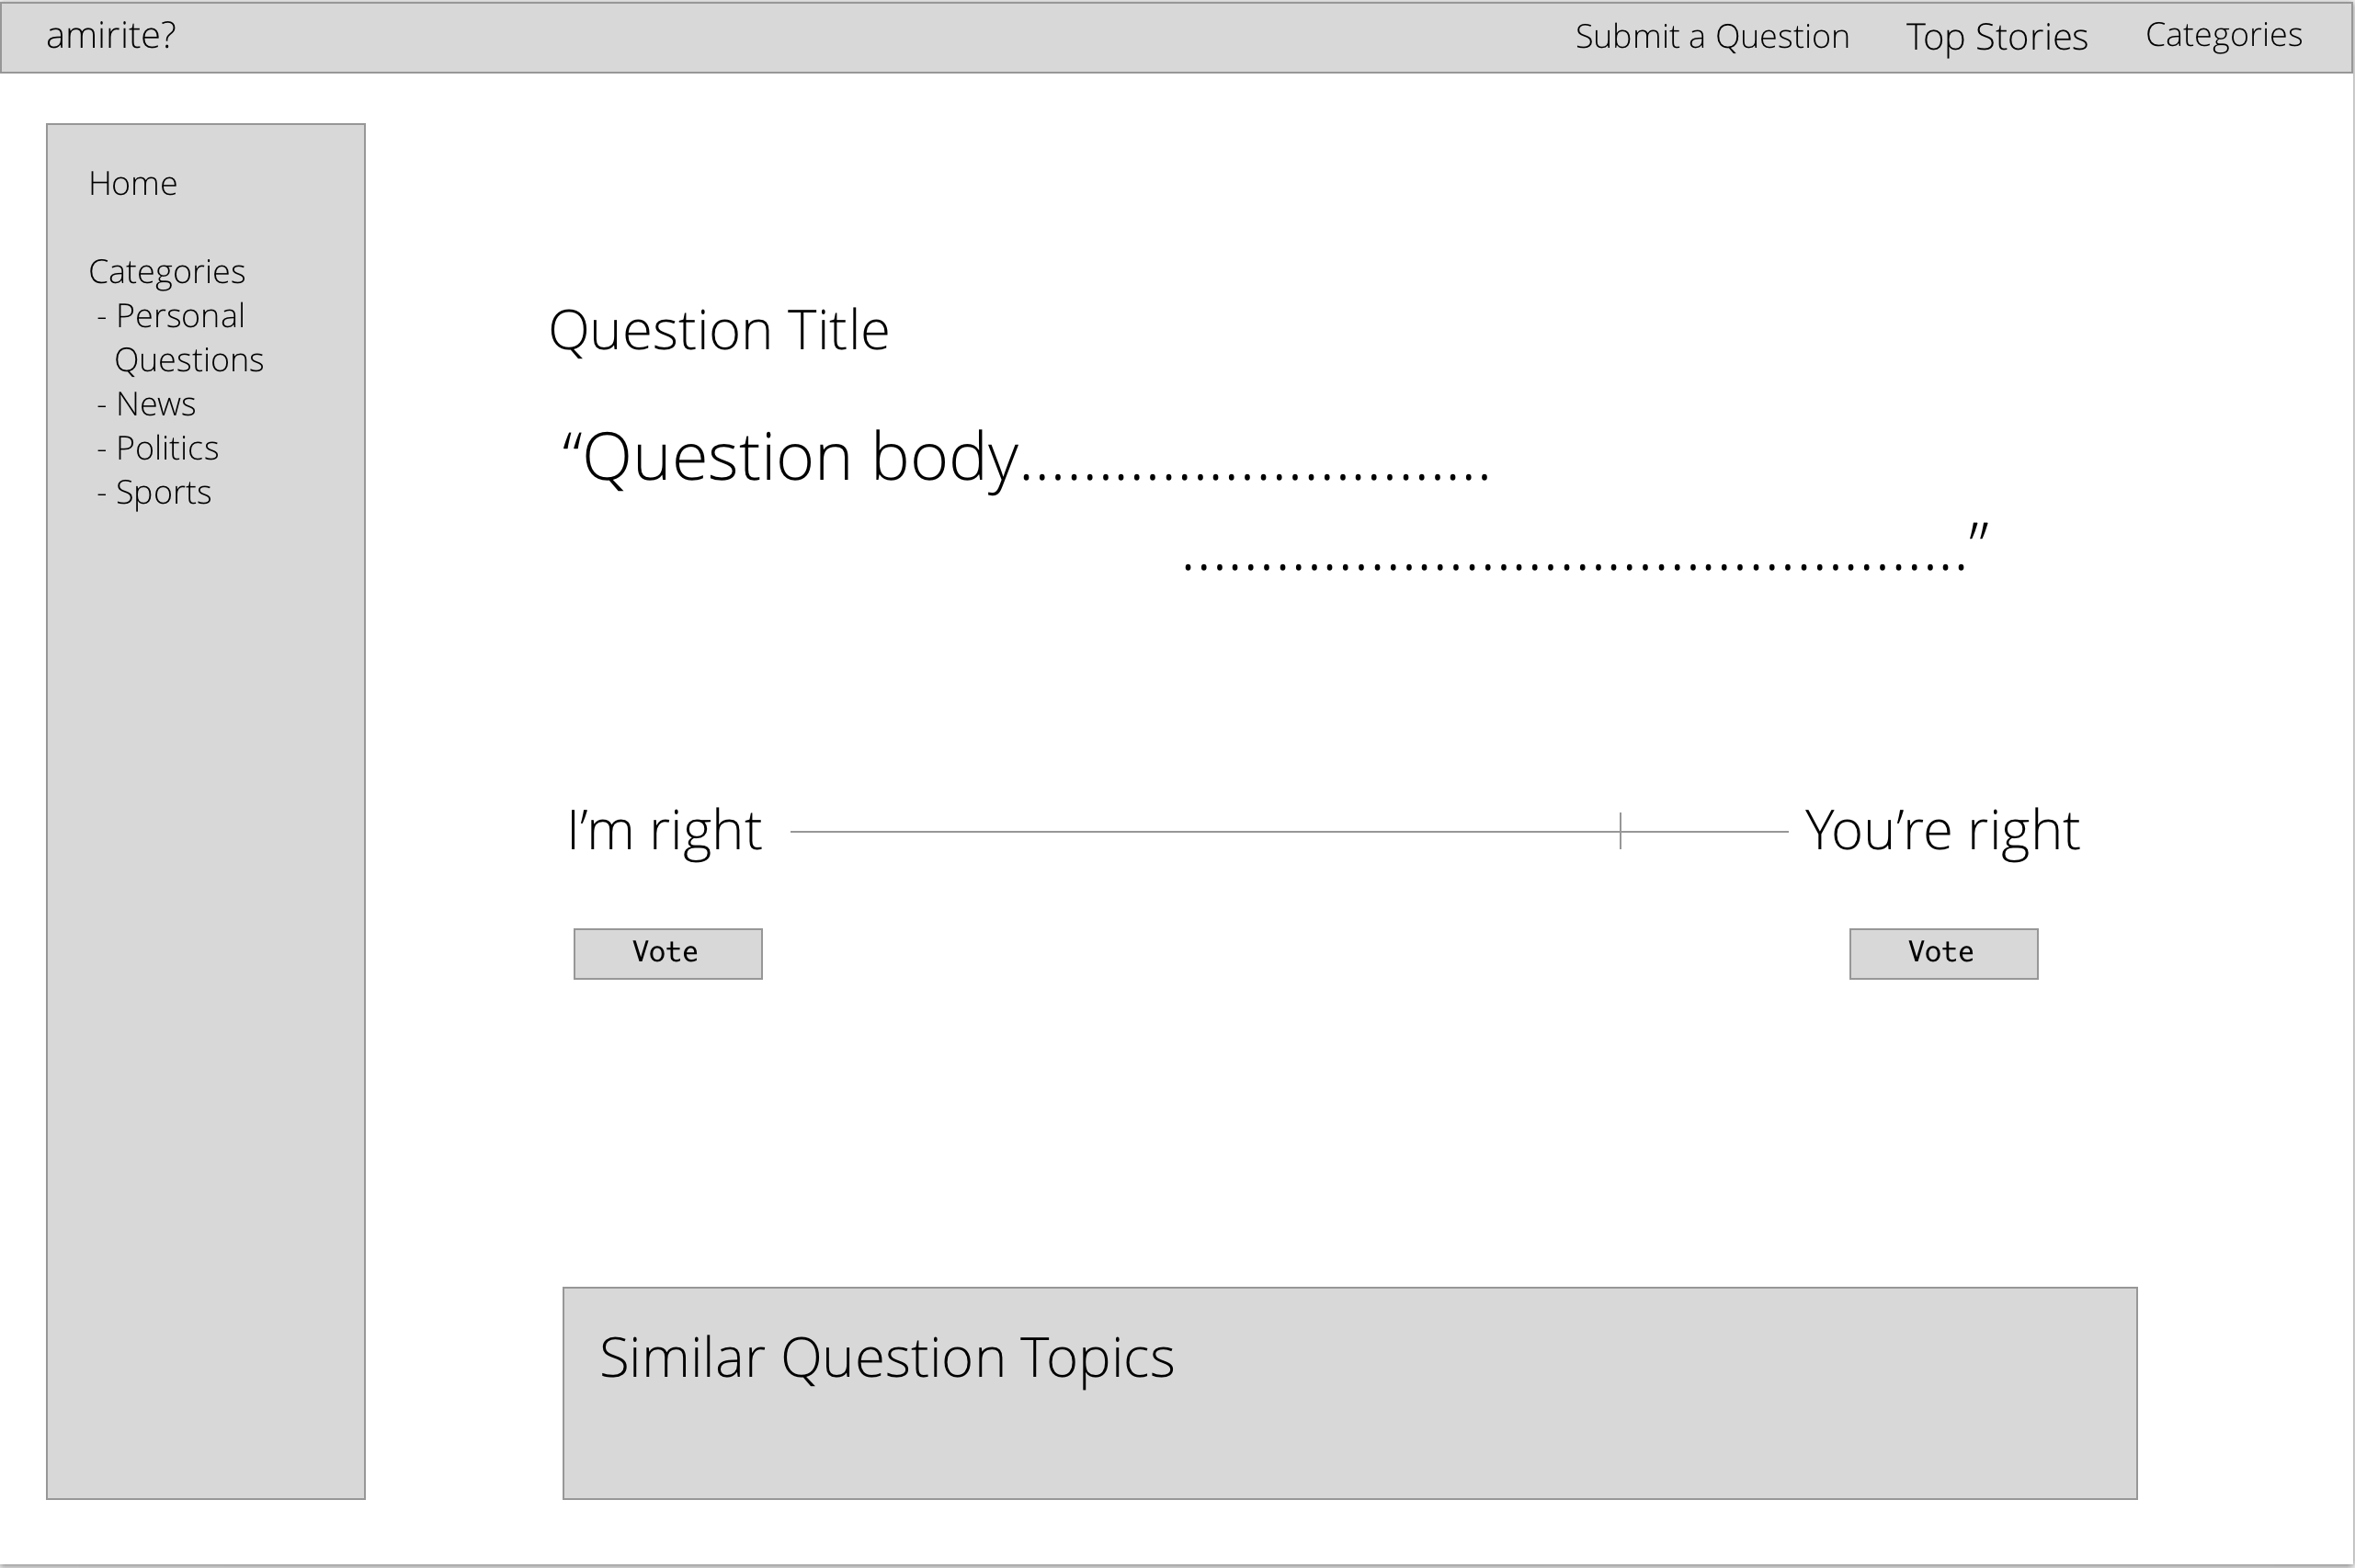 amirite?
Submit a Question
Top Stories
Categories
Home
Categories
- Personal
Questions
- News
- Politics
- Sports
Question Title
“Question body..............................
..................................................”
I’m right
You’re right
Vote
Vote
Similar Question Topics